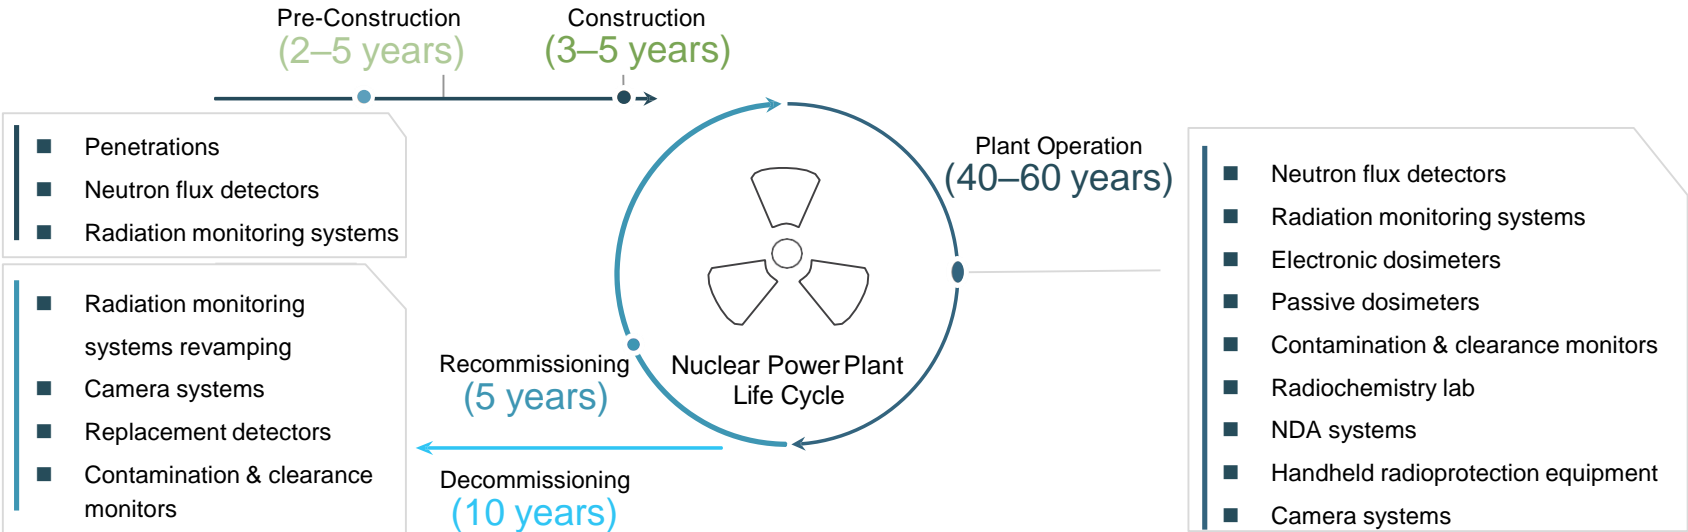 Pre-Construction
(2–5 years)
Construction
(3–5 years)
Penetrations
Neutron flux detectors
Radiation monitoring systems
Radiation monitoring
systems revamping
Camera systems
Replacement detectors
Contamination & clearance
monitors
Recommissioning
(5 years)
Decommissioning
(10 years)
Nuclear Power Plant
Life Cycle
Plant Operation
(40–60 years)
Neutron flux detectors
Radiation monitoring systems
Electronic dosimeters
Passive dosimeters
Contamination & clearance monitors
Radiochemistry lab
NDA systems
Handheld radioprotection equipment
Camera systems